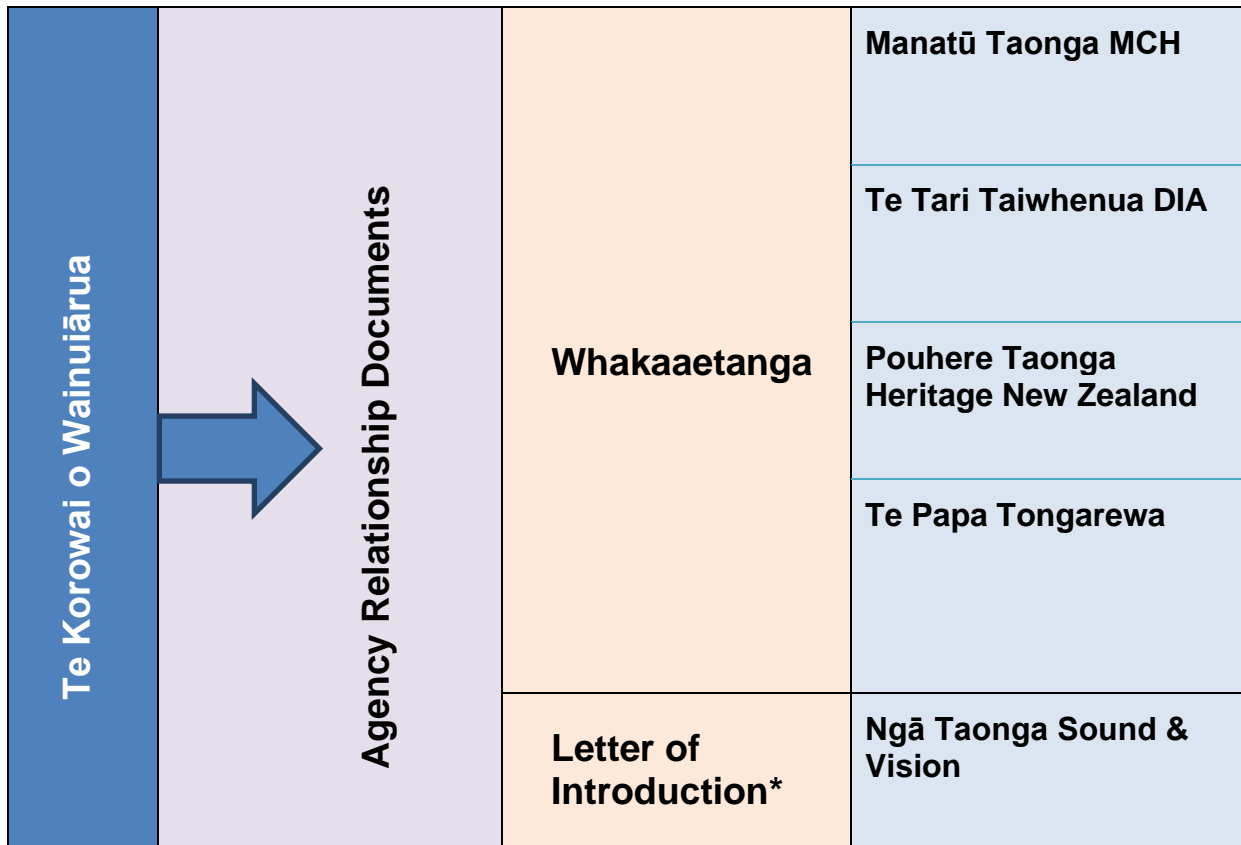 Te Korowai o Wainuiārua
Agency Relationship Documents
Whakaaetanga
Manatū Taonga MCH
Te Tari Taiwhenua DIA
Pouhere Taonga
Heritage New Zealand
Te Papa Tongarewa
Letter of
Introduction*
Ngā Taonga Sound &
Vision